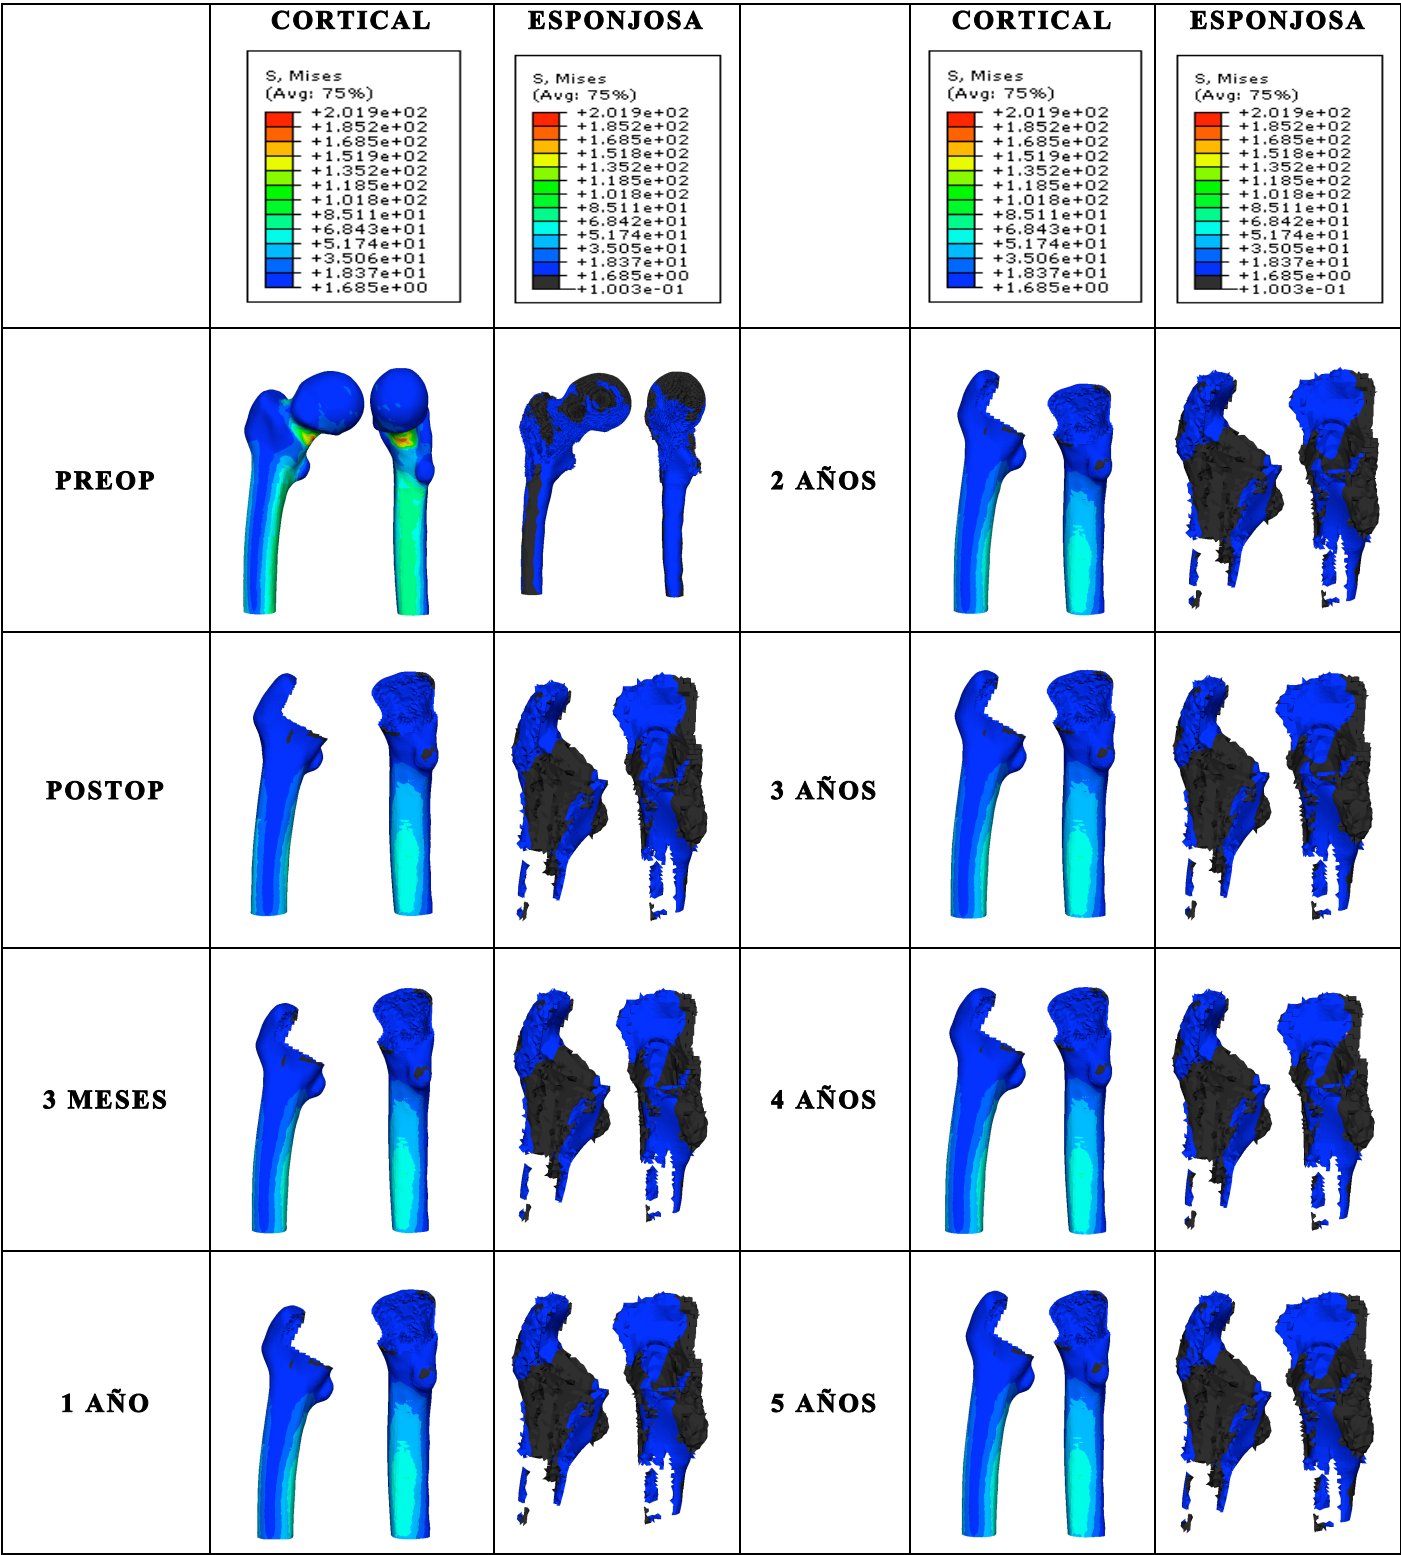 CORTICAL
ESPONJOSA
CORTICAL
ESPONJOSA
S, Mises
(Avg: 75%)
+2.019e+02
+1.852e+02
+1.685e+02
+1.519e+02
+1.352e+02
+1.185e+02
+1.018e+02
+8.511e+01
+6.843e+01
+5.174e+01
+3.506e+01
+1.837e+01
+1.685e+00
S, Mises
(Avg: 75%)
+2.019e+02
+1.852e+02
+1.685e+02
+1.518e+02
+1.352e+02
+1.185e+02
+1.018e+02
+8.511e+01
+6.842e+01
+5.174e+01
+3.505e+01
+1.837e+01
+1.685e+00
+1.003e-01
S, Mises
(Avg: 75%)
+2.019e+02
+1.852e+02
+1.685e+02
+1.519e+02
+1.352e+02
+1.185e+02
+1.018e+02
+8.511e+01
+6.843e+01
+5.174e+01
+3.506e+01
+1.837e+01
+1.685e+00
S, Mises
(Avg: 75%)
+2.019e+02
+1.852e+02
+1.685e+02
+1.518e+02
+1.352e+02
+1.185e+02
+1.018e+02
+8.511e+01
+6.842e+01
+5.174e+01
+3.505e+01
+1.837e+01
+1.685e+00
+1.003e-01
PREOP
2 AÑOS
POSTOP
3 AÑOS
3 MESES
4 AÑOS
1 AÑO
5 AÑOS